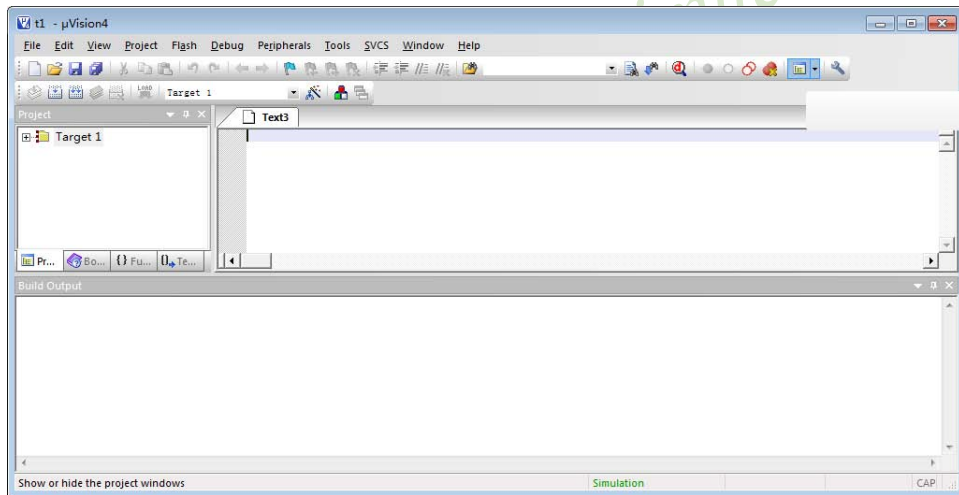 t1 - µVision4
File Edit View Project Flash Debug Peripherals Tools SVCS Window Help
LOAD Target 1
Project
Text3
Target 1
Pr... Bo... {} Fu... 0 Te...
Build Output
Show or hide the project windows Simulation CAP